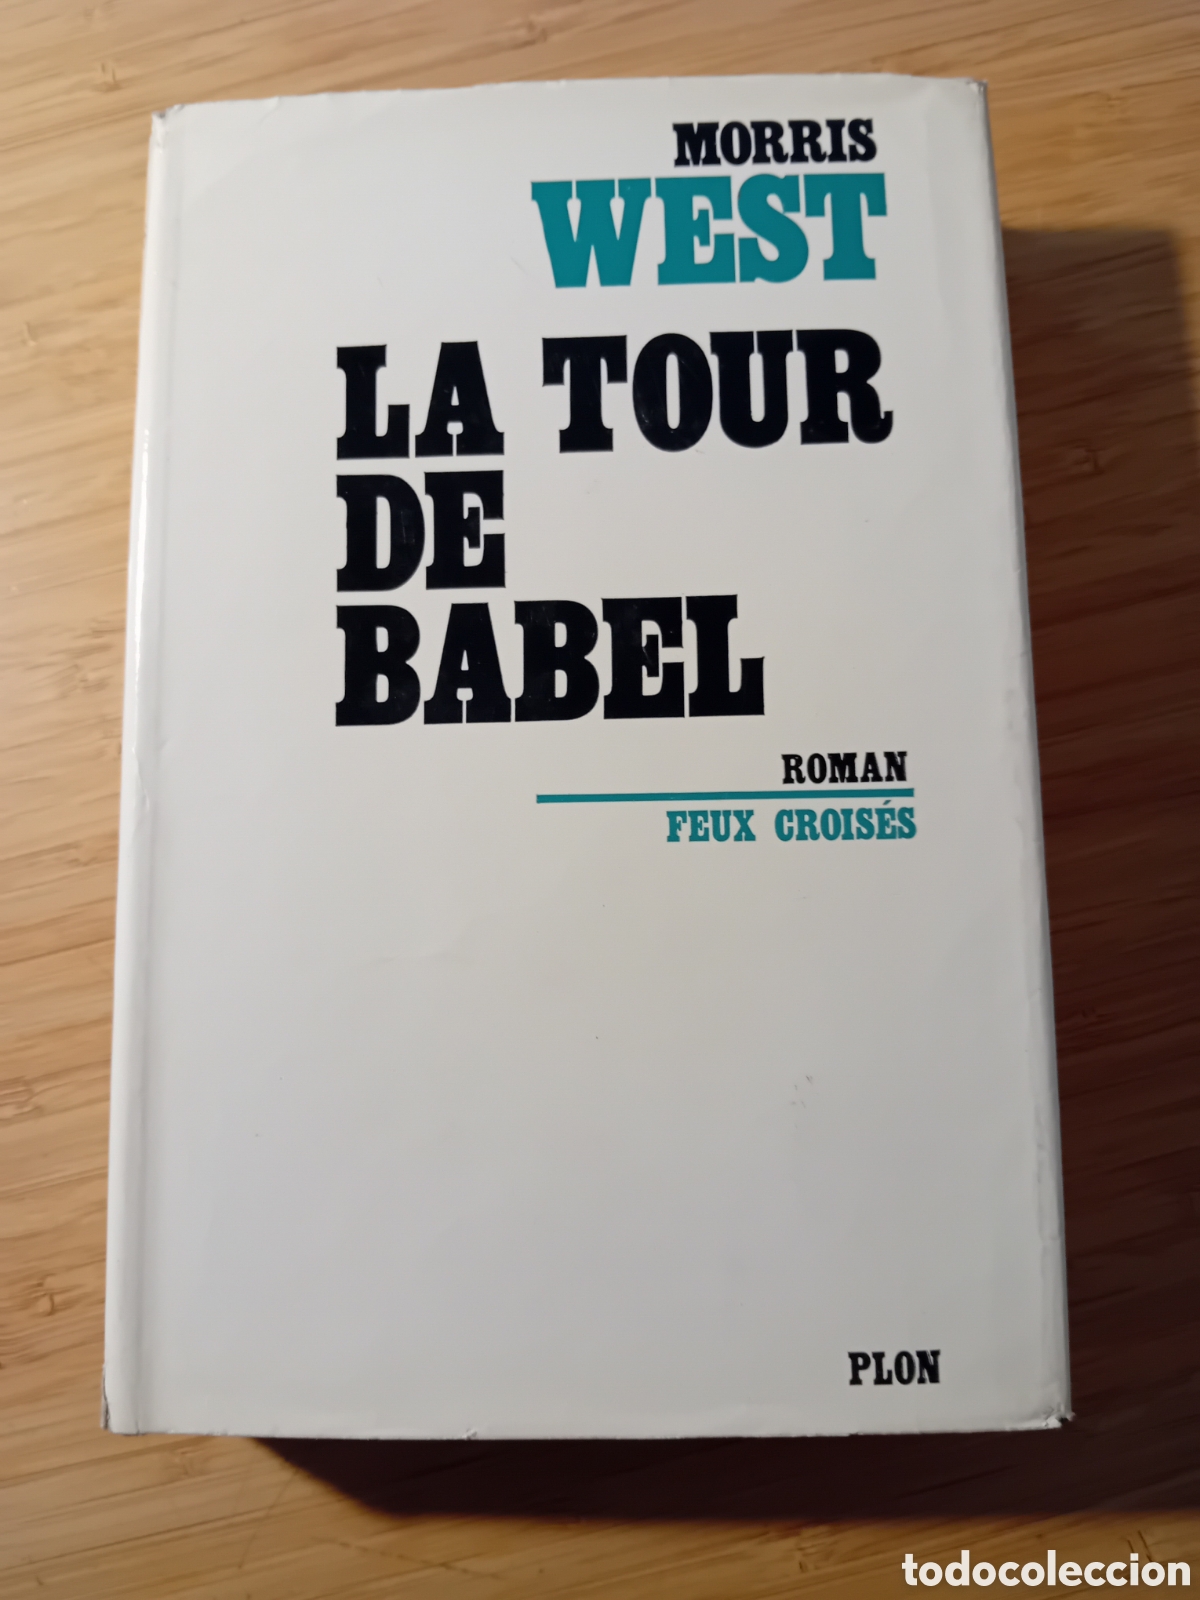 MORRIS
WEST
LA TOUR
DE
BABEL
ROMAN
FEUX CROISÉS
PLON
todocoleccion